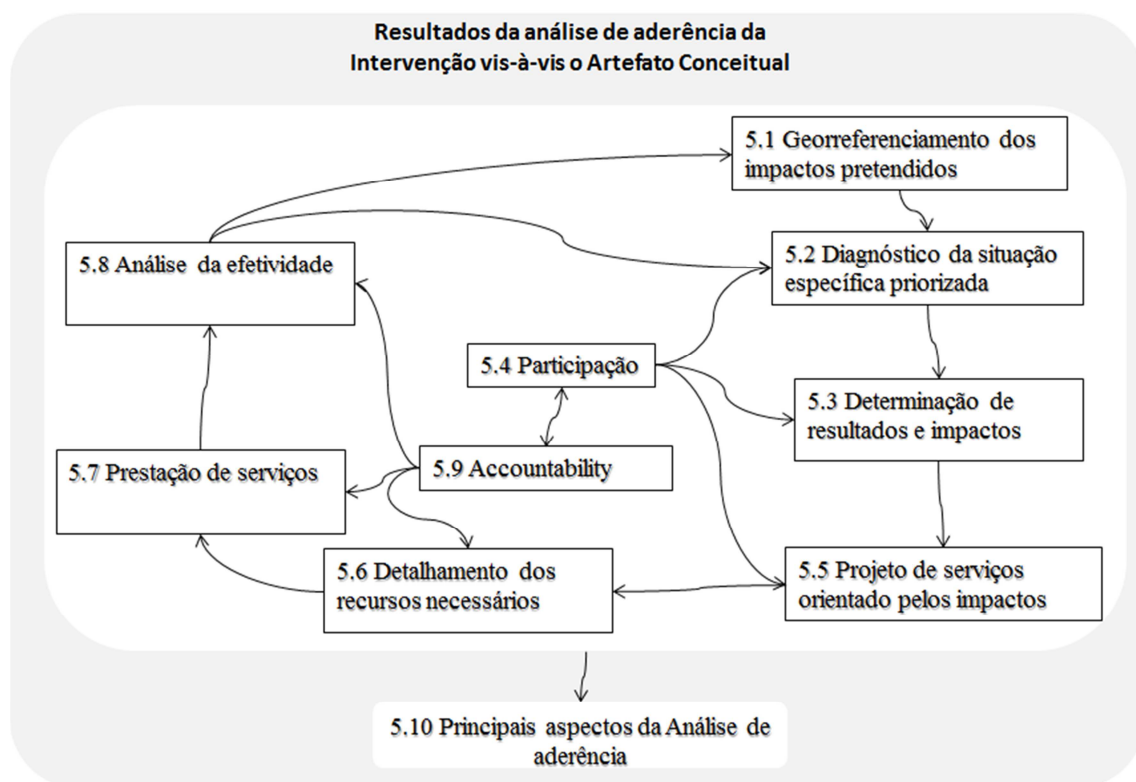 Resultados da análise de aderência da
Intervenção vis-à-vis o Artefato Conceitual
5.1 Georreferenciamento dos
impactos pretendidos
5.8 Análise da efetividade
5.2 Diagnóstico da situação
específica priorizada
5.4 Participação
5.3 Determinação de
resultados e impactos
5.7 Prestação de serviços
5.9 Accountability
5.6 Detalhamento dos
recursos necessários
5.5 Projeto de serviços
orientado pelos impactos
5.10 Principais aspectos da Análise de
aderência